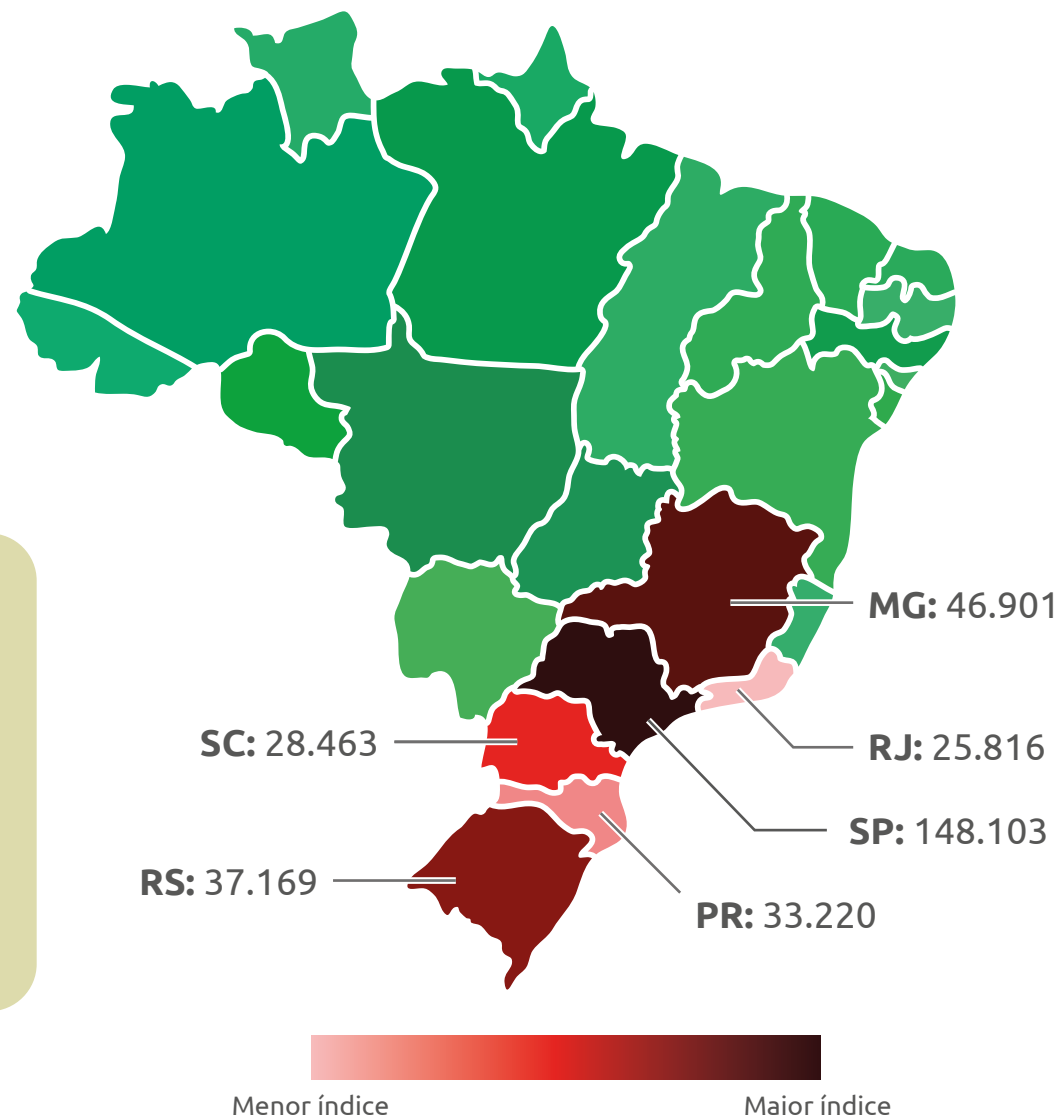 MG: 46.901
SC: 28.463
RJ: 25.816
SP: 148.103
RS: 37.169
PR: 33.220
Menor índice
Maior índice